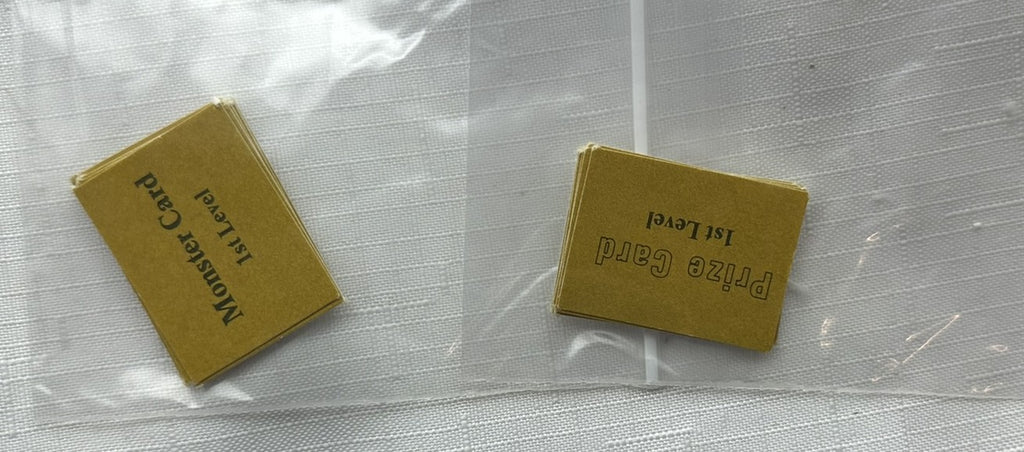 Monster Card
1st Level
Prize Card
1st Level